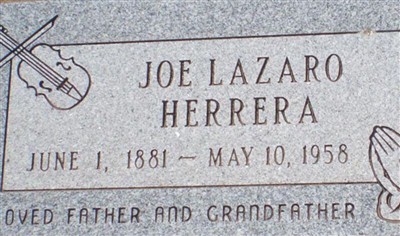 JOE LAZARO
HERRERA
JUNE 1, 1881 ~ MAY 10, 1958
OVED FATHER AND GRANDFATHER